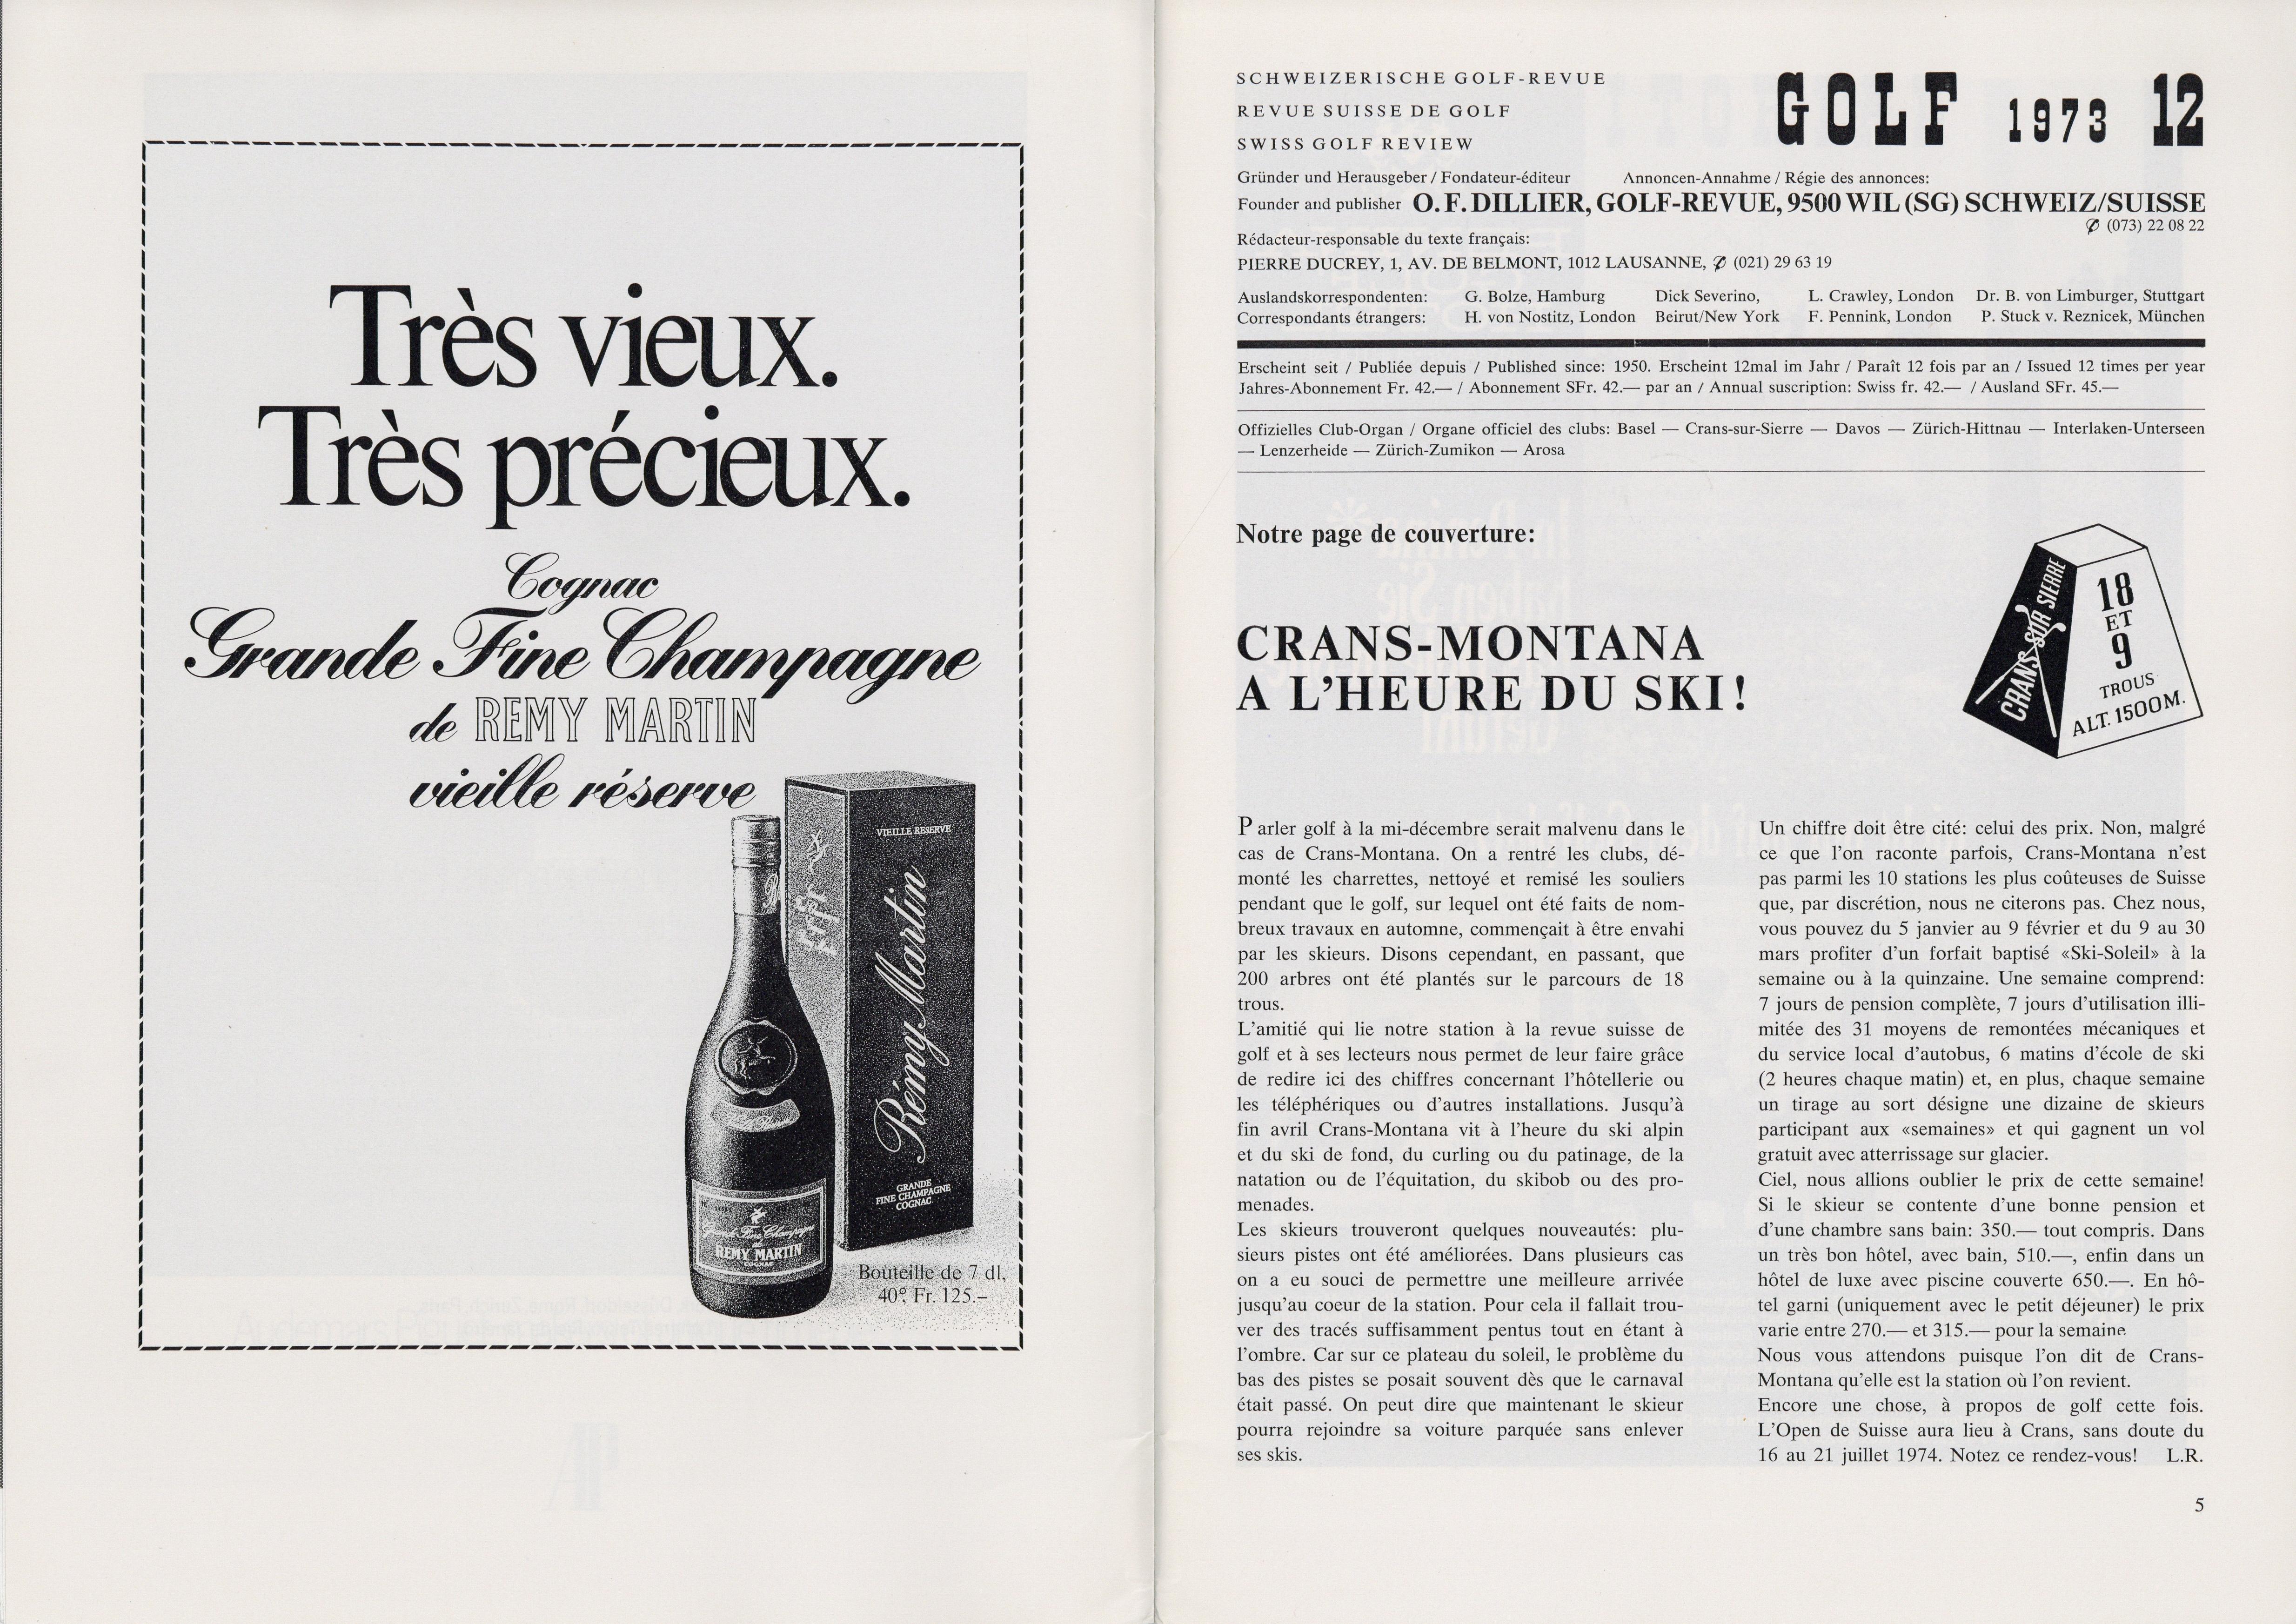 Très vieux.
Très précieux.
Cognac
Grande Fine Champagne
de REMY MARTIN
vieille réserve
VIEILLE RESERVE
Rémy Martin
GRANDE
FINE CHAMPAGNE
COGNAC
Grande Fine Champagne
de
REMY MARTIN
COGNAC
Bouteille de 7 dl,
40°, Fr. 125.–
SCHWEIZERISCHE GOLF-REVUE
REVUE SUISSE DE GOLF
SWISS GOLF REVIEW
GOLF 1973 12
Gründer und Herausgeber / Fondateur-éditeur Annoncen-Annahme / Régie des annonces:
Founder and publisher O. F. DILLIER, GOLF-REVUE, 9500 WIL (SG) SCHWEIZ/SUISSE
✆ (073) 22 08 22
Rédacteur-responsable du texte français:
PIERRE DUCREY, 1, AV. DE BELMONT, 1012 LAUSANNE, ✆ (021) 29 63 19
Auslandskorrespondenten: G. Bolze, Hamburg Dick Severino, L. Crawley, London Dr. B. von Limburger, Stuttgart
Correspondants étrangers: H. von Nostitz, London Beirut/New York F. Pennink, London P. Stuck v. Reznicek, München
Erscheint seit / Publiée depuis / Published since: 1950. Erscheint 12mal im Jahr / Paraît 12 fois par an / Issued 12 times per year
Jahres-Abonnement Fr. 42.— / Abonnement SFr. 42.— par an / Annual suscription: Swiss fr. 42.— / Ausland SFr. 45.—
Offizielles Club-Organ / Organe officiel des clubs: Basel — Crans-sur-Sierre — Davos — Zürich-Hittnau — Interlaken-Unterseen
— Lenzerheide — Zürich-Zumikon — Arosa
Notre page de couverture:
CRANS-MONTANA
A L'HEURE DU SKI!
CRANS-SUR SIERRE
18
ET
9
TROUS
ALT. 1500 M.
Parler golf à la mi-décembre serait malvenu dans le
cas de Crans-Montana. On a rentré les clubs, dé-
monté les charrettes, nettoyé et remisé les souliers
pendant que le golf, sur lequel ont été faits de nom-
breux travaux en automne, commençait à être envahi
par les skieurs. Disons cependant, en passant, que
200 arbres ont été plantés sur le parcours de 18
trous.
L'amitié qui lie notre station à la revue suisse de
golf et à ses lecteurs nous permet de leur faire grâce
de redire ici des chiffres concernant l'hôtellerie ou
les téléphériques ou d'autres installations. Jusqu'à
fin avril Crans-Montana vit à l'heure du ski alpin
et du ski de fond, du curling ou du patinage, de la
natation ou de l'équitation, du skibob ou des pro-
menades.
Les skieurs trouveront quelques nouveautés: plu-
sieurs pistes ont été améliorées. Dans plusieurs cas
on a eu souci de permettre une meilleure arrivée
jusqu'au coeur de la station. Pour cela il fallait trou-
ver des tracés suffisamment pentus tout en étant à
l'ombre. Car sur ce plateau du soleil, le problème du
bas des pistes se posait souvent dès que le carnaval
était passé. On peut dire que maintenant le skieur
pourra rejoindre sa voiture parquée sans enlever
ses skis.
Un chiffre doit être cité: celui des prix. Non, malgré
ce que l'on raconte parfois, Crans-Montana n'est
pas parmi les 10 stations les plus coûteuses de Suisse
que, par discrétion, nous ne citerons pas. Chez nous,
vous pouvez du 5 janvier au 9 février et du 9 au 30
mars profiter d'un forfait baptisé «Ski-Soleil» à la
semaine ou à la quinzaine. Une semaine comprend:
7 jours de pension complète, 7 jours d'utilisation illi-
mitée des 31 moyens de remontées mécaniques et
du service local d'autobus, 6 matins d'école de ski
(2 heures chaque matin) et, en plus, chaque semaine
un tirage au sort désigne une dizaine de skieurs
participant aux «semaines» et qui gagnent un vol
gratuit avec atterrissage sur glacier.
Ciel, nous allions oublier le prix de cette semaine!
Si le skieur se contente d'une bonne pension et
d'une chambre sans bain: 350.— tout compris. Dans
un très bon hôtel, avec bain, 510.—, enfin dans un
hôtel de luxe avec piscine couverte 650.—. En hô-
tel garni (uniquement avec le petit déjeuner) le prix
varie entre 270.— et 315.— pour la semaine.
Nous vous attendons puisque l'on dit de Crans-
Montana qu'elle est la station où l'on revient.
Encore une chose, à propos de golf cette fois.
L'Open de Suisse aura lieu à Crans, sans doute du
16 au 21 juillet 1974. Notez ce rendez-vous! L.R.
5